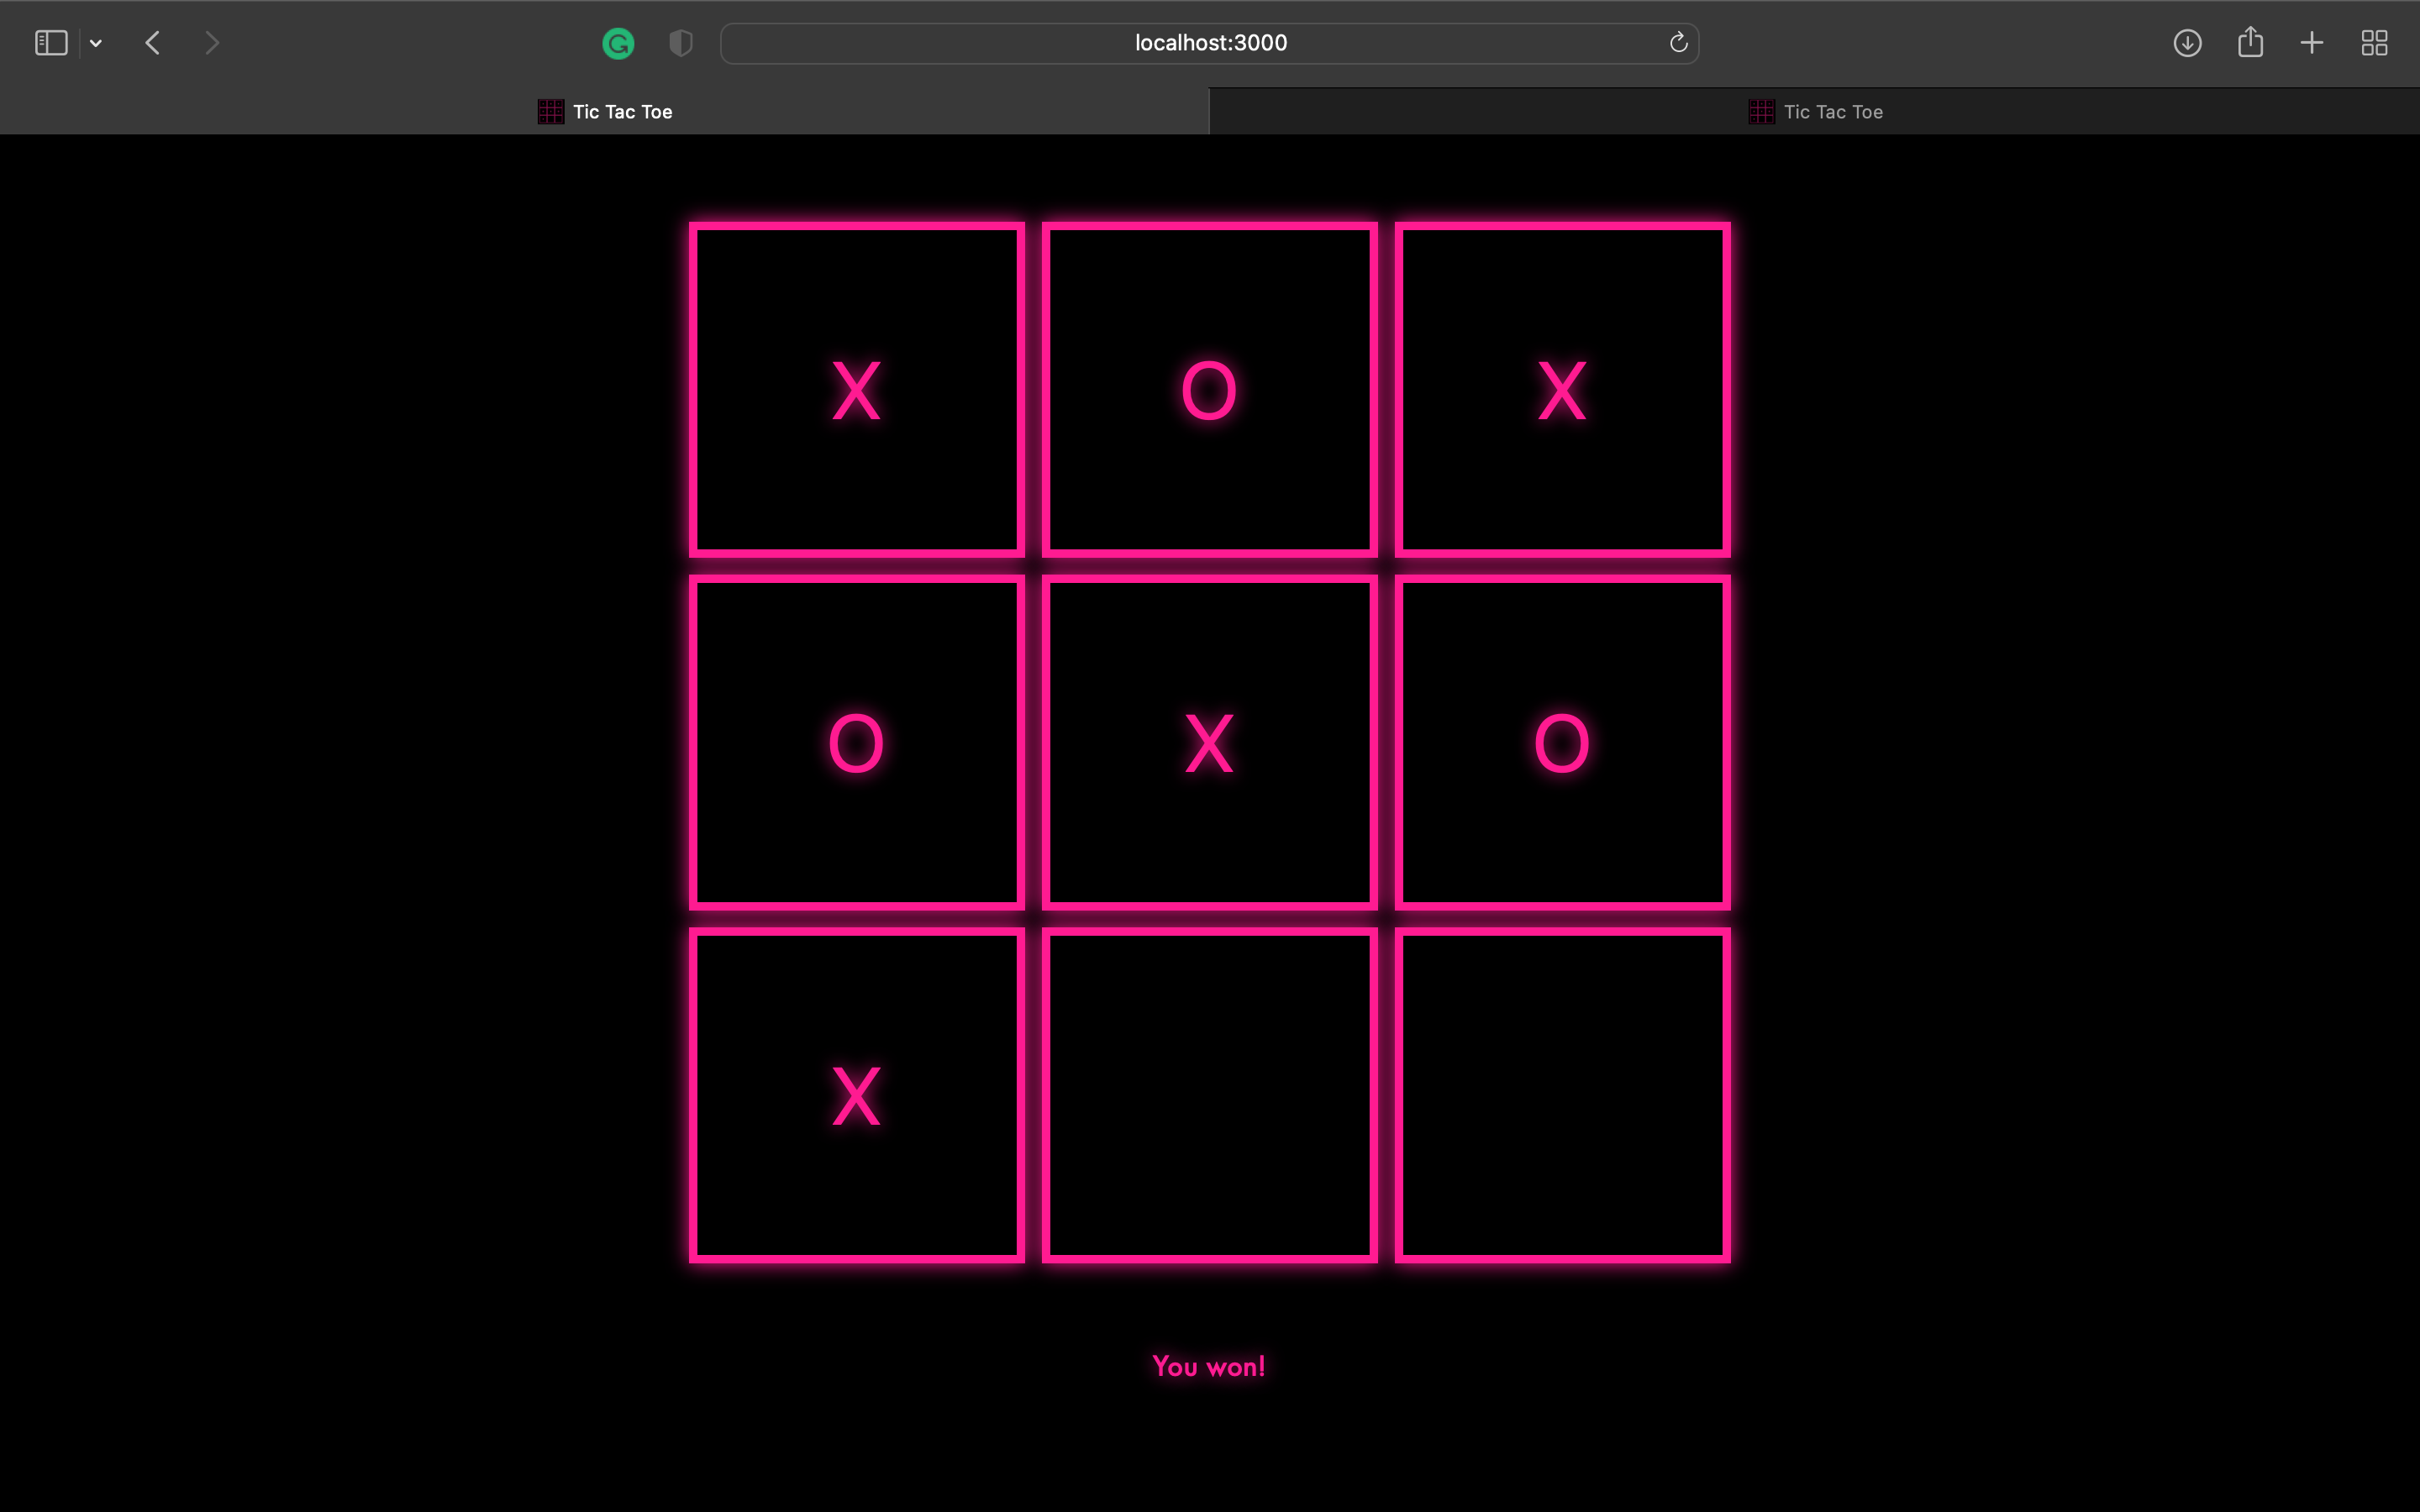 localhost:3000
Tic Tac Toe Tic Tac Toe
X O X
O X O
X
You won!